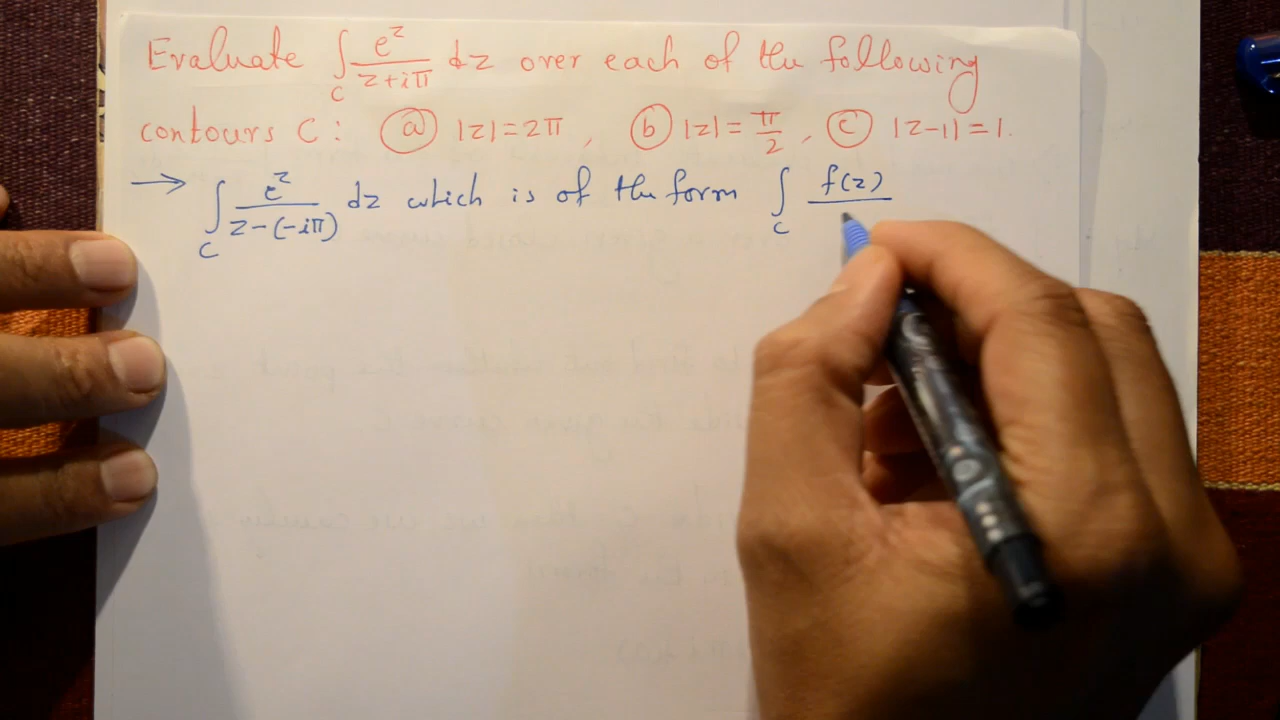 Evaluate ∫_C e^z/(z+iπ) dz over each of the following
contours C: (a) |z|=2π, (b) |z|=π/2, (c) |z-1|=1.
→ ∫_C e^z/(z-(-iπ)) dz which is of the form ∫_C f(z)/